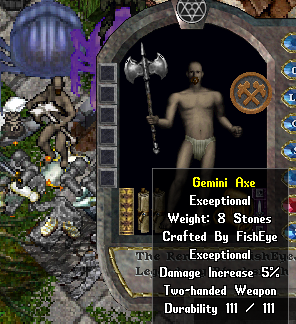 Gemini Axe
Exceptional
Weight: 8 Stones
Crafted By FishEye
Exceptional
Damage Increase 5%
Two-handed Weapon
Durability 111 / 111